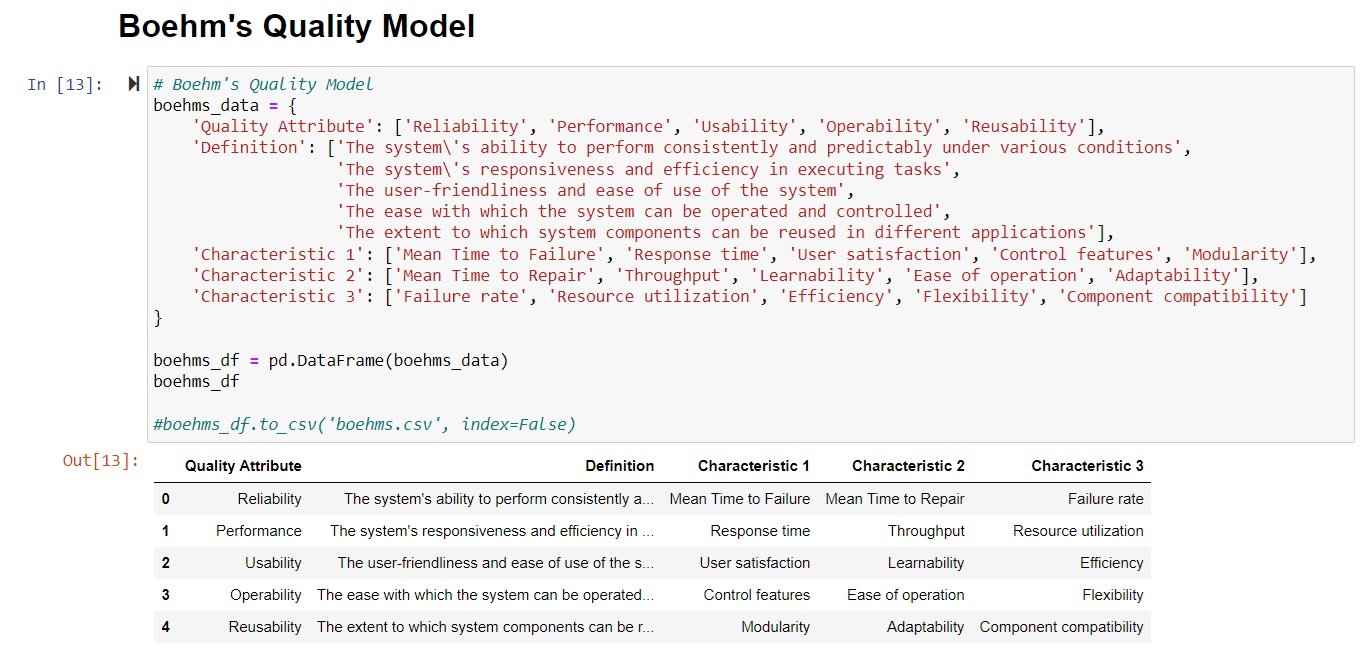 Boehm's Quality Model
In [13]:
# Boehm's Quality Model
boehms_data = {
    'Quality Attribute': ['Reliability', 'Performance', 'Usability', 'Operability', 'Reusability'],
    'Definition': ['The system\'s ability to perform consistently and predictably under various conditions',
                   'The system\'s responsiveness and efficiency in executing tasks',
                   'The user-friendliness and ease of use of the system',
                   'The ease with which the system can be operated and controlled',
                   'The extent to which system components can be reused in different applications'],
    'Characteristic 1': ['Mean Time to Failure', 'Response time', 'User satisfaction', 'Control features', 'Modularity'],
    'Characteristic 2': ['Mean Time to Repair', 'Throughput', 'Learnability', 'Ease of operation', 'Adaptability'],
    'Characteristic 3': ['Failure rate', 'Resource utilization', 'Efficiency', 'Flexibility', 'Component compatibility']
}
boehms_df = pd.DataFrame(boehms_data)
boehms_df
#boehms_df.to_csv('boehms.csv', index=False)
Out[13]:
Quality Attribute Definition Characteristic 1 Characteristic 2 Characteristic 3
0 Reliability The system's ability to perform consistently a... Mean Time to Failure Mean Time to Repair Failure rate
1 Performance The system's responsiveness and efficiency in ... Response time Throughput Resource utilization
2 Usability The user-friendliness and ease of use of the s... User satisfaction Learnability Efficiency
3 Operability The ease with which the system can be operated... Control features Ease of operation Flexibility
4 Reusability The extent to which system components can be r... Modularity Adaptability Component compatibility